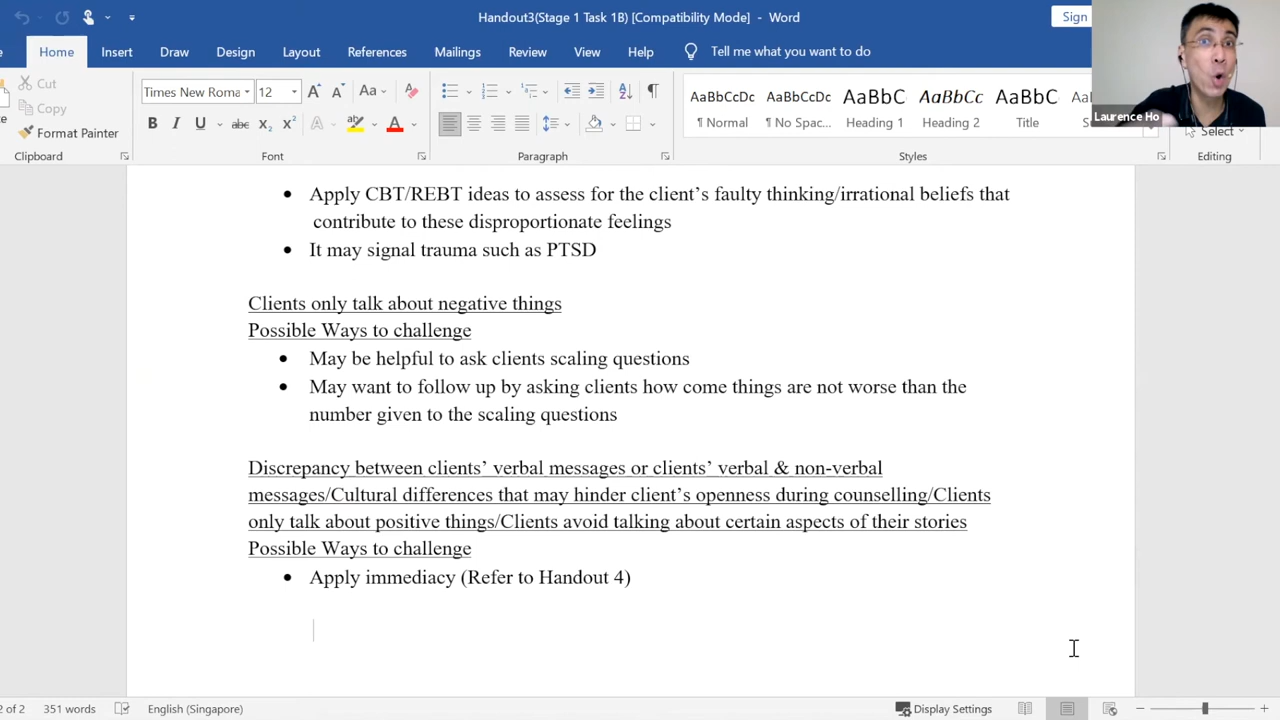 Handout3(Stage 1 Task 1B) [Compatibility Mode] - Word
Sign
Home Insert Draw Design Layout References Mailings Review View Help Tell me what you want to do
Cut
Copy
Format Painter
Clipboard
Times New Roma 12
Font
Paragraph
AaBbCcDc AaBbCcDc AaBbC AaBbCc AaBbC
¶ Normal ¶ No Spac... Heading 1 Heading 2 Title
Styles
Select
Editing
Laurence Ho
• Apply CBT/REBT ideas to assess for the client’s faulty thinking/irrational beliefs that
contribute to these disproportionate feelings
• It may signal trauma such as PTSD
Clients only talk about negative things
Possible Ways to challenge
• May be helpful to ask clients scaling questions
• May want to follow up by asking clients how come things are not worse than the
number given to the scaling questions
Discrepancy between clients’ verbal messages or clients’ verbal & non-verbal
messages/Cultural differences that may hinder client’s openness during counselling/Clients
only talk about positive things/Clients avoid talking about certain aspects of their stories
Possible Ways to challenge
• Apply immediacy (Refer to Handout 4)
2 of 2 351 words English (Singapore) Display Settings